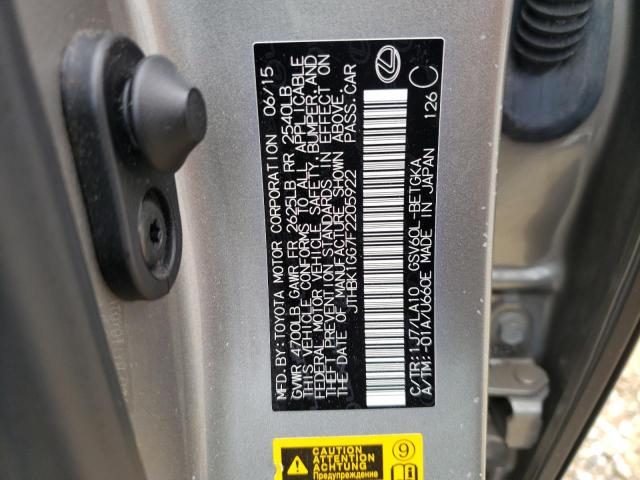 MFD.BY:TOYOTA MOTOR CORPORATION 06/15
GVWR 4700LB GAWR FR 2625LB RR 2540LB
THIS VEHICLE CONFORMS TO ALL APPLICABLE
FEDERAL MOTOR VEHICLE SAFETY, BUMPER, AND
THEFT PREVENTION STANDARDS IN EFFECT ON
THE DATE OF MANUFACTURE SHOWN ABOVE.
JTHBK1GG7F2205922 PASS.CAR
C/TR:1J7/LA10 GSV60L-BETGKA
A/TM:-01A/U660E MADE IN JAPAN 126 C
CAUTION
ATTENTION
ACHTUNG
Предупреждение
9